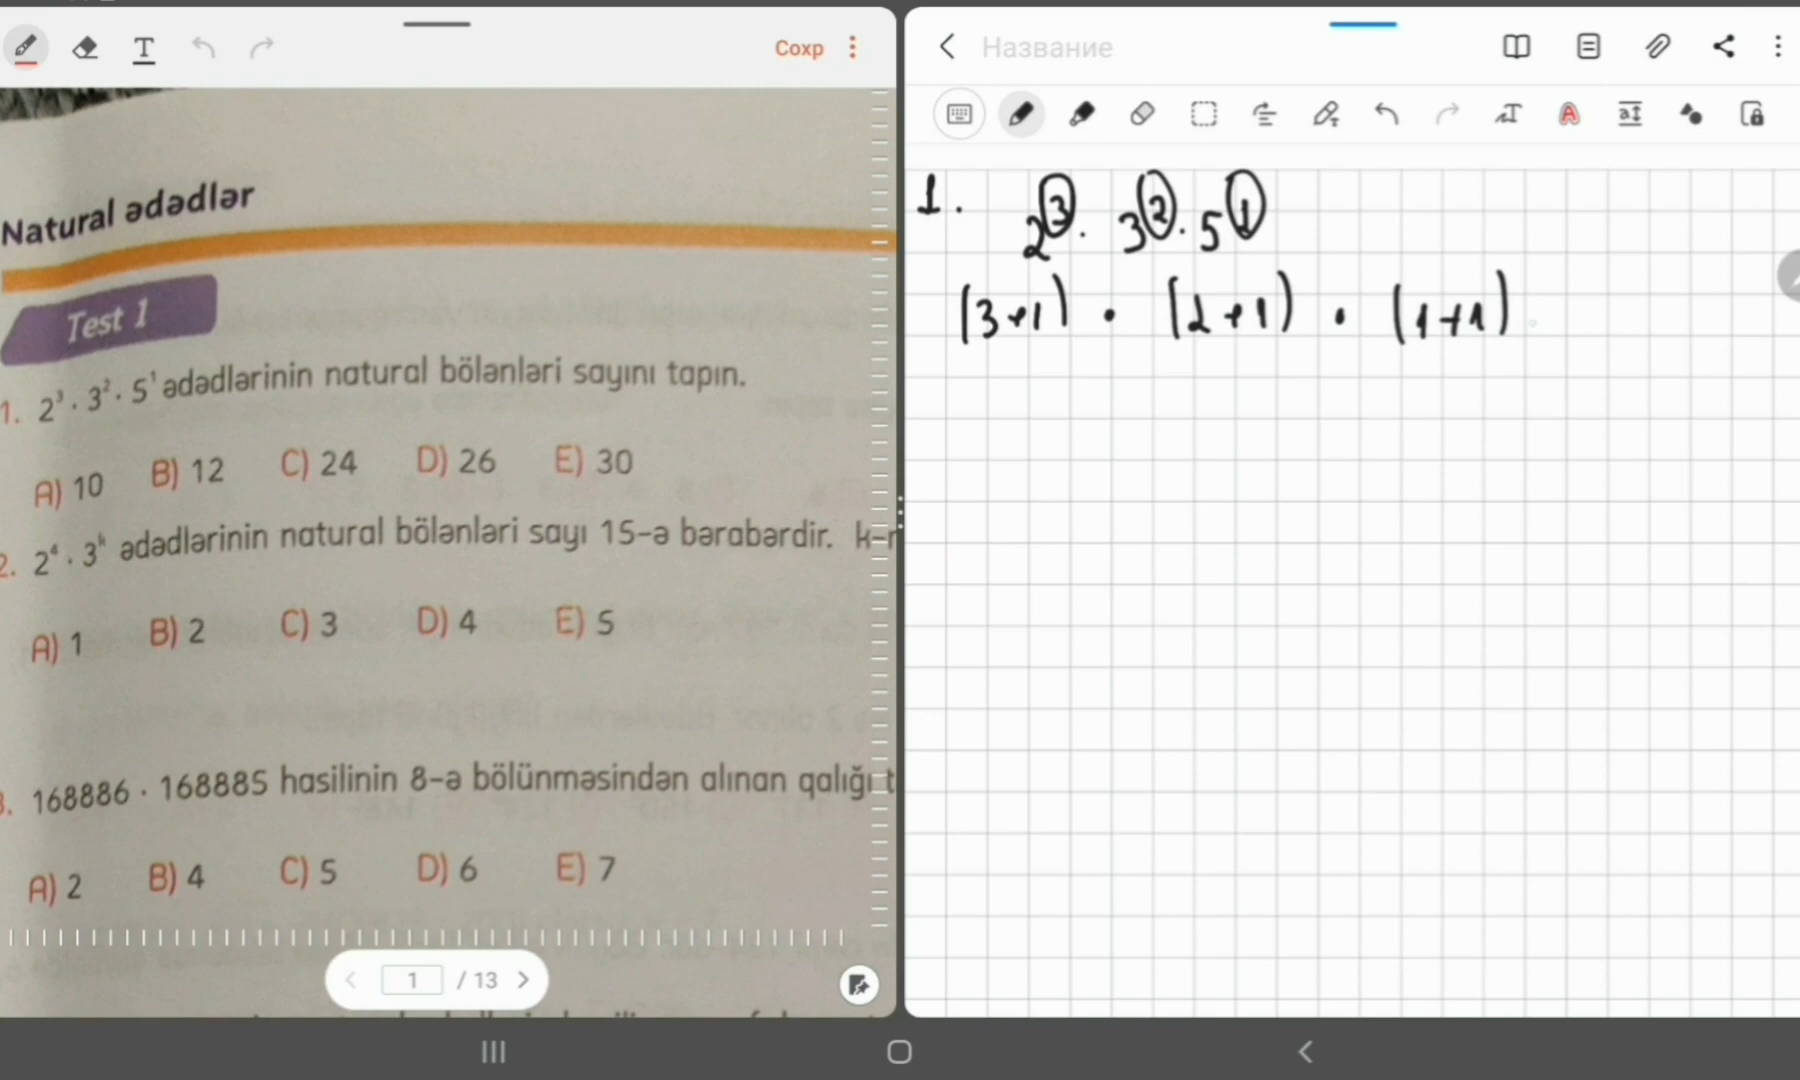 Сохр
Natural ədədlər
Test 1
1. 2³ · 3² · 5¹ ədədlərinin natural bölənləri sayını tapın.
A) 10 B) 12 C) 24 D) 26 E) 30
2. 2⁴ · 3ᵏ ədədlərinin natural bölənləri sayı 15-ə bərabərdir. k-
A) 1 B) 2 C) 3 D) 4 E) 5
3. 168886 · 168885 hasilinin 8-ə bölünməsindən alınan qalığı t
A) 2 B) 4 C) 5 D) 6 E) 7
1 / 13
Название
1. 2³ · 3² · 5¹
(3+1) · (2+1) · (1+1)